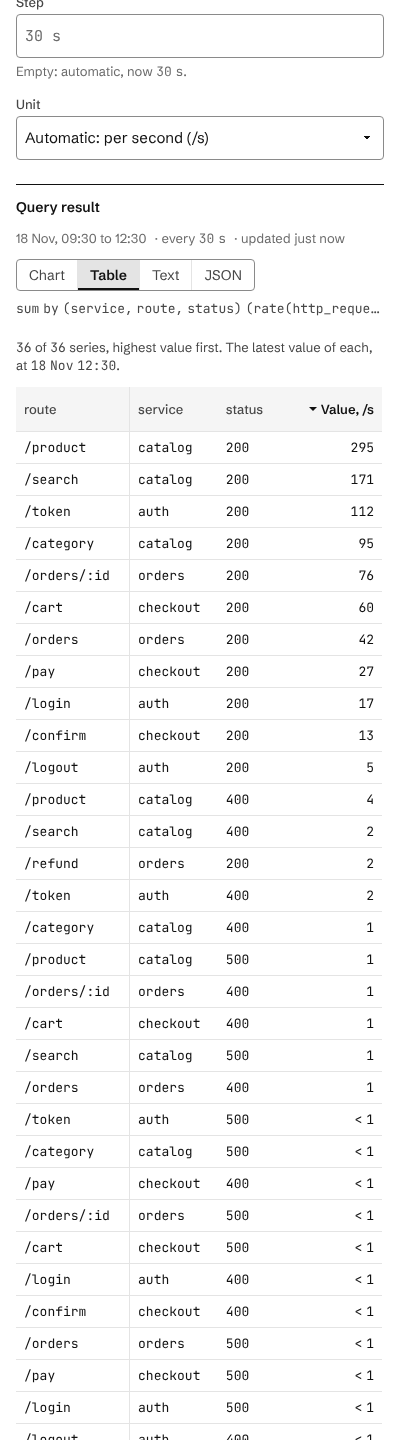 Step
30 s
Empty: automatic, now 30 s.
Unit
Automatic: per second (/s)
Query result
18 Nov, 09:30 to 12:30 · every 30 s · updated just now
Chart Table Text JSON
sum by (service, route, status) (rate(http_reque…
36 of 36 series, highest value first. The latest value of each,
at 18 Nov 12:30.
route service status Value, /s
/product catalog 200 295
/search catalog 200 171
/token auth 200 112
/category catalog 200 95
/orders/:id orders 200 76
/cart checkout 200 60
/orders orders 200 42
/pay checkout 200 27
/login auth 200 17
/confirm checkout 200 13
/logout auth 200 5
/product catalog 400 4
/search catalog 400 2
/refund orders 200 2
/token auth 400 2
/category catalog 400 1
/product catalog 500 1
/orders/:id orders 400 1
/cart checkout 400 1
/search catalog 500 1
/orders orders 400 1
/token auth 500 < 1
/category catalog 500 < 1
/pay checkout 400 < 1
/orders/:id orders 500 < 1
/cart checkout 500 < 1
/login auth 400 < 1
/confirm checkout 400 < 1
/orders orders 500 < 1
/pay checkout 500 < 1
/login auth 500 < 1
/logout auth 400 < 1